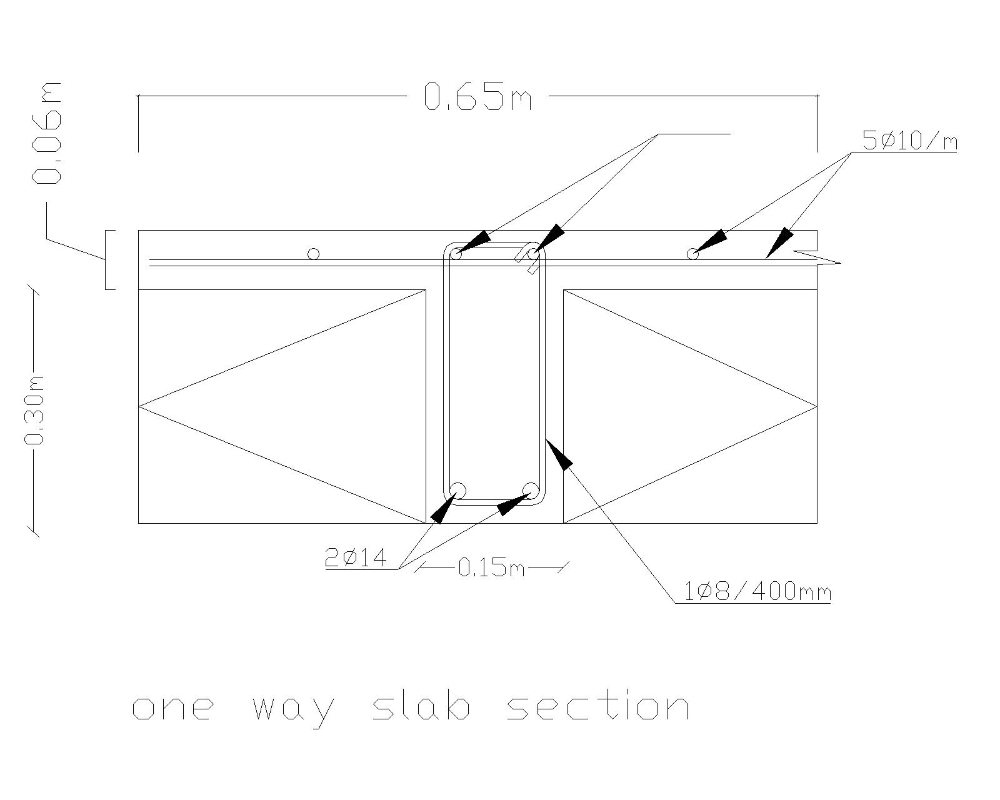 0.65m
0.06m
5ø10/m
0.30m
2ø14
0.15m
1ø8/400mm
one way slab section